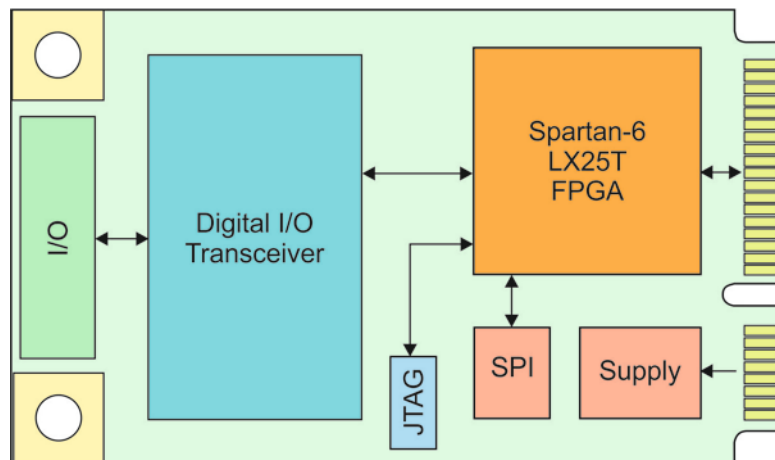 I/O
Digital I/O
Transceiver
Spartan-6
LX25T
FPGA
JTAG
SPI
Supply